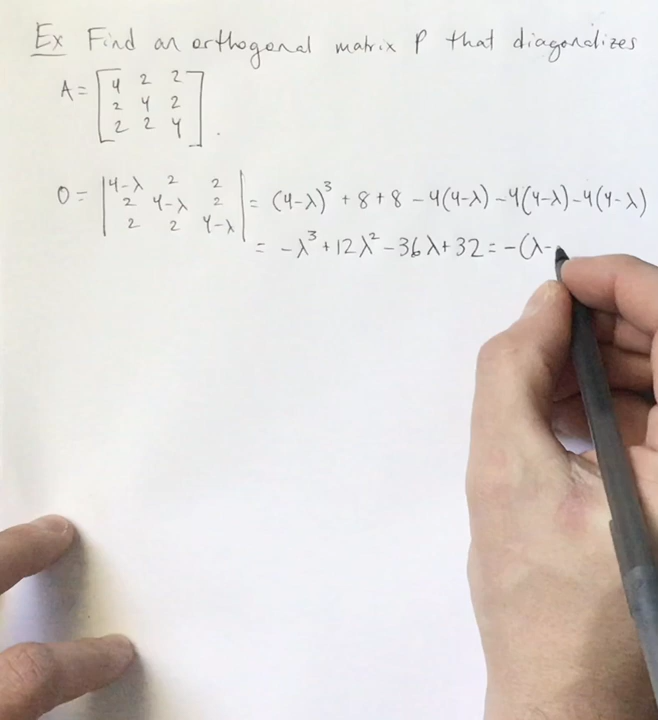 Ex Find an orthogonal matrix P that diagonalizes
A = [4 2 2
2 4 2
2 2 4].
0 = |4-λ 2 2
2 4-λ 2
2 2 4-λ| = (4-λ)³ + 8 + 8 - 4(4-λ) - 4(4-λ) - 4(4-λ)
= -λ³ + 12λ² - 36λ + 32 = -(λ-